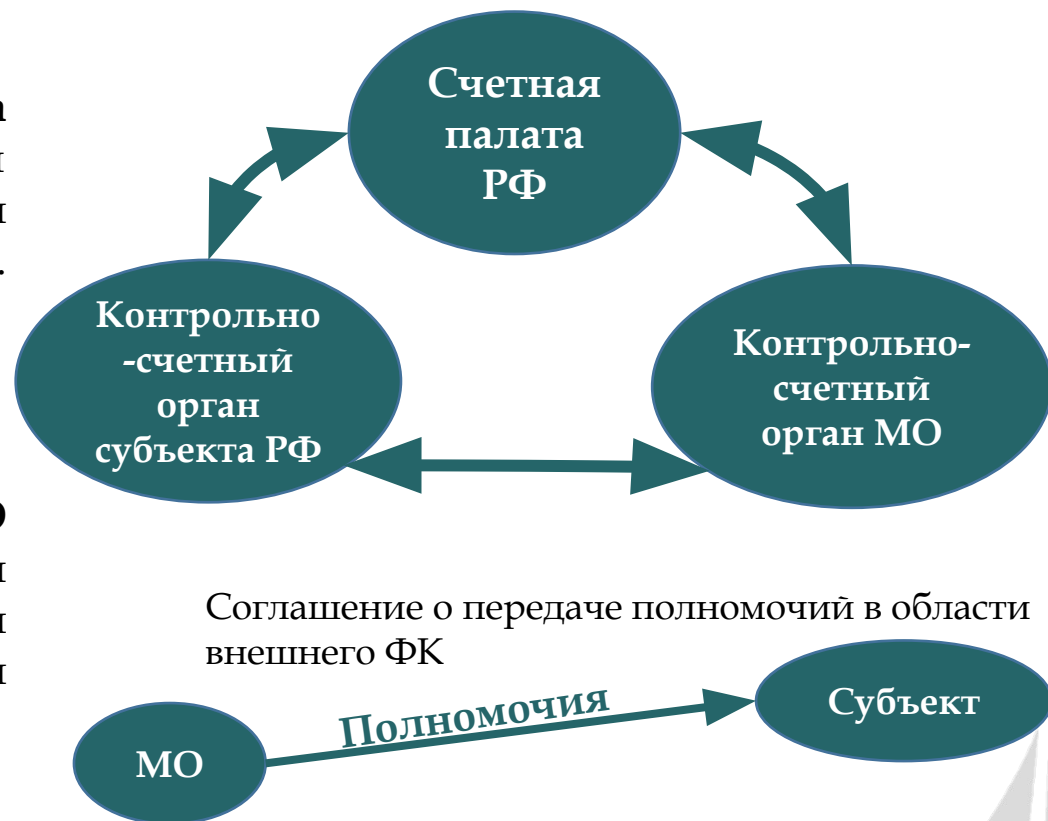 Счетная
палата
РФ
Контрольно
-счетный
орган
субъекта РФ
Контрольно-
счетный
орган МО
Соглашение о передаче полномочий в области
внешнего ФК
Полномочия
Субъект
МО